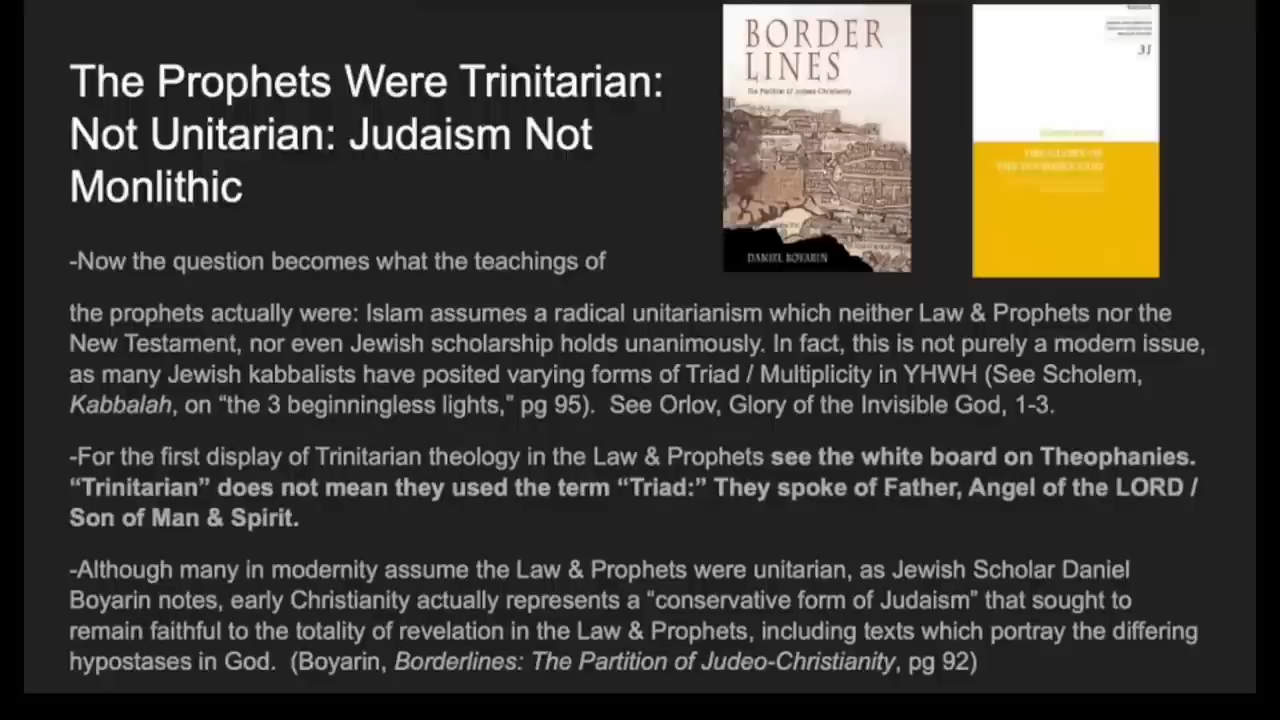 The Prophets Were Trinitarian:
Not Unitarian: Judaism Not
Monlithic
BORDER
LINES
The Partition of Judaeo-Christianity
DANIEL BOYARIN
31
-Now the question becomes what the teachings of
the prophets actually were: Islam assumes a radical unitarianism which neither Law & Prophets nor the
New Testament, nor even Jewish scholarship holds unanimously. In fact, this is not purely a modern issue,
as many Jewish kabbalists have posited varying forms of Triad / Multiplicity in YHWH (See Scholem,
Kabbalah, on “the 3 beginningless lights,” pg 95).  See Orlov, Glory of the Invisible God, 1-3.
-For the first display of Trinitarian theology in the Law & Prophets see the white board on Theophanies.
“Trinitarian” does not mean they used the term “Triad:” They spoke of Father, Angel of the LORD /
Son of Man & Spirit.
-Although many in modernity assume the Law & Prophets were unitarian, as Jewish Scholar Daniel
Boyarin notes, early Christianity actually represents a “conservative form of Judaism” that sought to
remain faithful to the totality of revelation in the Law & Prophets, including texts which portray the differing
hypostases in God.  (Boyarin, Borderlines: The Partition of Judeo-Christianity, pg 92)